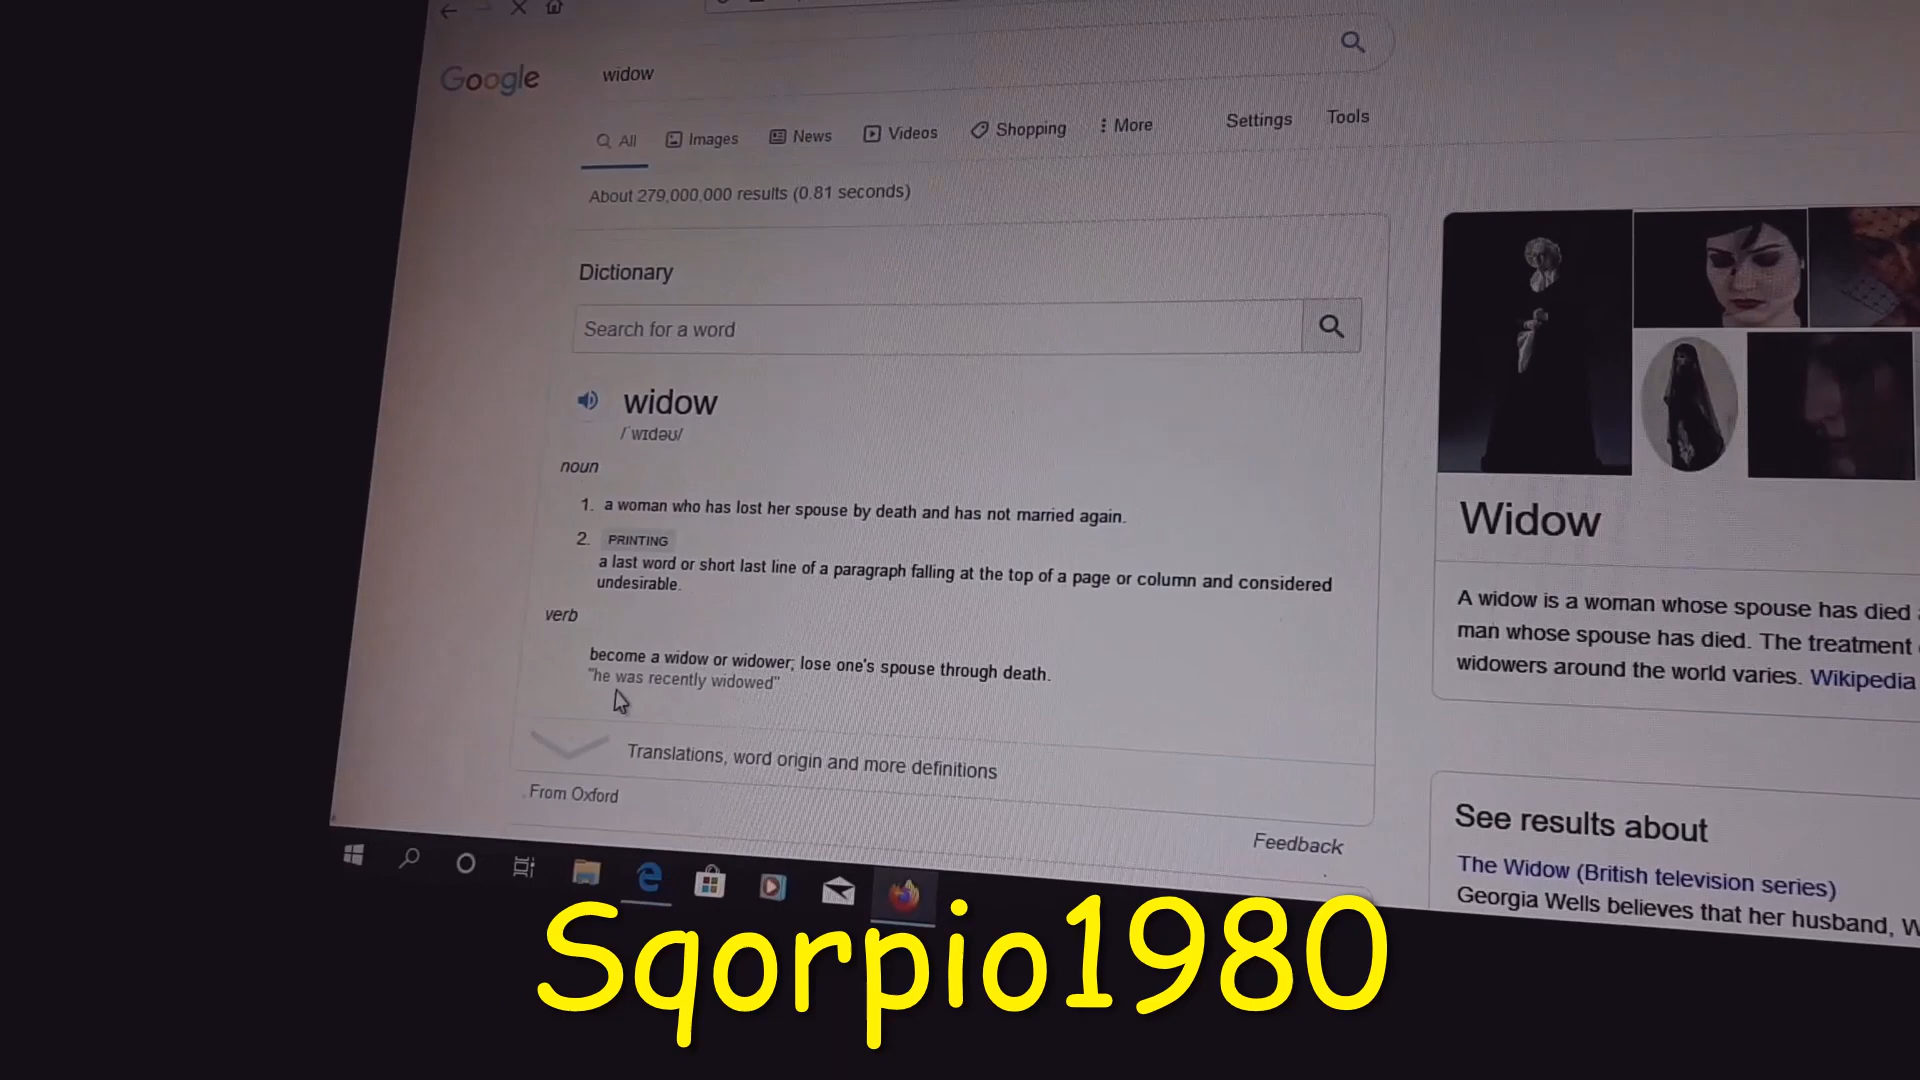 Google
widow
All
Images
News
Videos
Shopping
More
Settings
Tools
About 279,000,000 results (0.81 seconds)
Dictionary
Search for a word
widow
/ˈwɪdəʊ/
noun
1. a woman who has lost her spouse by death and has not married again.
2. PRINTING
a last word or short last line of a paragraph falling at the top of a page or column and considered
undesirable.
verb
become a widow or widower; lose one's spouse through death.
"he was recently widowed"
Translations, word origin and more definitions
From Oxford
Feedback
Widow
A widow is a woman whose spouse has died
man whose spouse has died. The treatment
widowers around the world varies. Wikipedia
See results about
The Widow (British television series)
Georgia Wells believes that her husband, W
Sqorpio1980